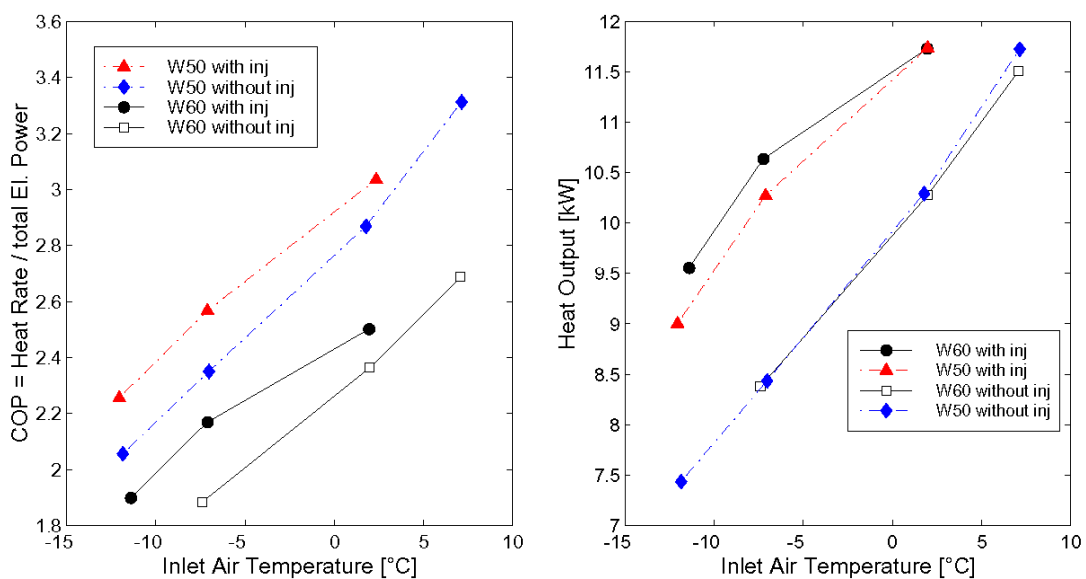 3.6
3.4
3.2
3
2.8
2.6
2.4
2.2
2
1.8
COP = Heat Rate / total El. Power
W50 with inj
W50 without inj
W60 with inj
W60 without inj
-15
-10
-5
0
5
10
Inlet Air Temperature [°C]
12
11.5
11
10.5
10
9.5
9
8.5
8
7.5
7
Heat Output [kW]
W60 with inj
W50 with inj
W60 without inj
W50 without inj
-15
-10
-5
0
5
10
Inlet Air Temperature [°C]